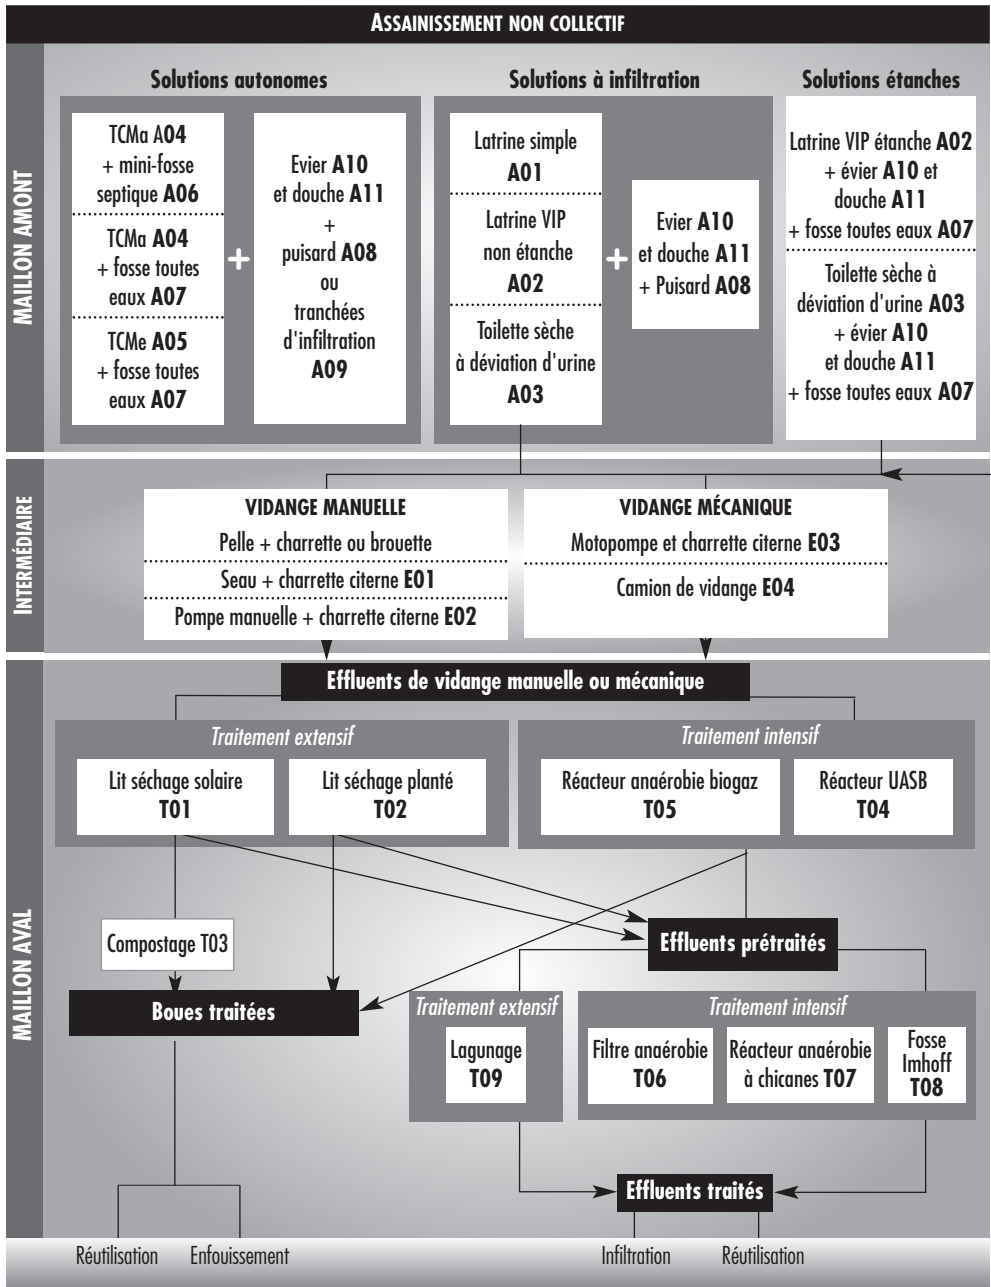 ASSAINISSEMENT NON COLLECTIF
MAILLON AMONT
Solutions autonomes
TCMa A04
+ mini-fosse
septique A06
TCMa A04
+ fosse toutes
eaux A07
TCMe A05
+ fosse toutes
eaux A07
+
Evier A10
et douche A11
+
puisard A08
ou
tranchées
d'infiltration
A09
Solutions à infiltration
Latrine simple
A01
Latrine VIP
non étanche
A02
Toilette sèche
à déviation d'urine
A03
+
Evier A10
et douche A11
+ Puisard A08
Solutions étanches
Latrine VIP étanche A02
+ évier A10 et
douche A11
+ fosse toutes eaux A07
Toilette sèche à
déviation d'urine A03
+ évier A10
et douche A11
+ fosse toutes eaux A07
INTERMÉDIAIRE
VIDANGE MANUELLE
Pelle + charrette ou brouette
Seau + charrette citerne E01
Pompe manuelle + charrette citerne E02
VIDANGE MÉCANIQUE
Motopompe et charrette citerne E03
Camion de vidange E04
MAILLON AVAL
Effluents de vidange manuelle ou mécanique
Traitement extensif
Lit séchage solaire
T01
Lit séchage planté
T02
Traitement intensif
Réacteur anaérobie biogaz
T05
Réacteur UASB
T04
Compostage T03
Effluents prétraités
Boues traitées
Traitement extensif
Lagunage
T09
Traitement intensif
Filtre anaérobie
T06
Réacteur anaérobie
à chicanes T07
Fosse
Imhoff
T08
Effluents traités
Réutilisation
Enfouissement
Infiltration
Réutilisation